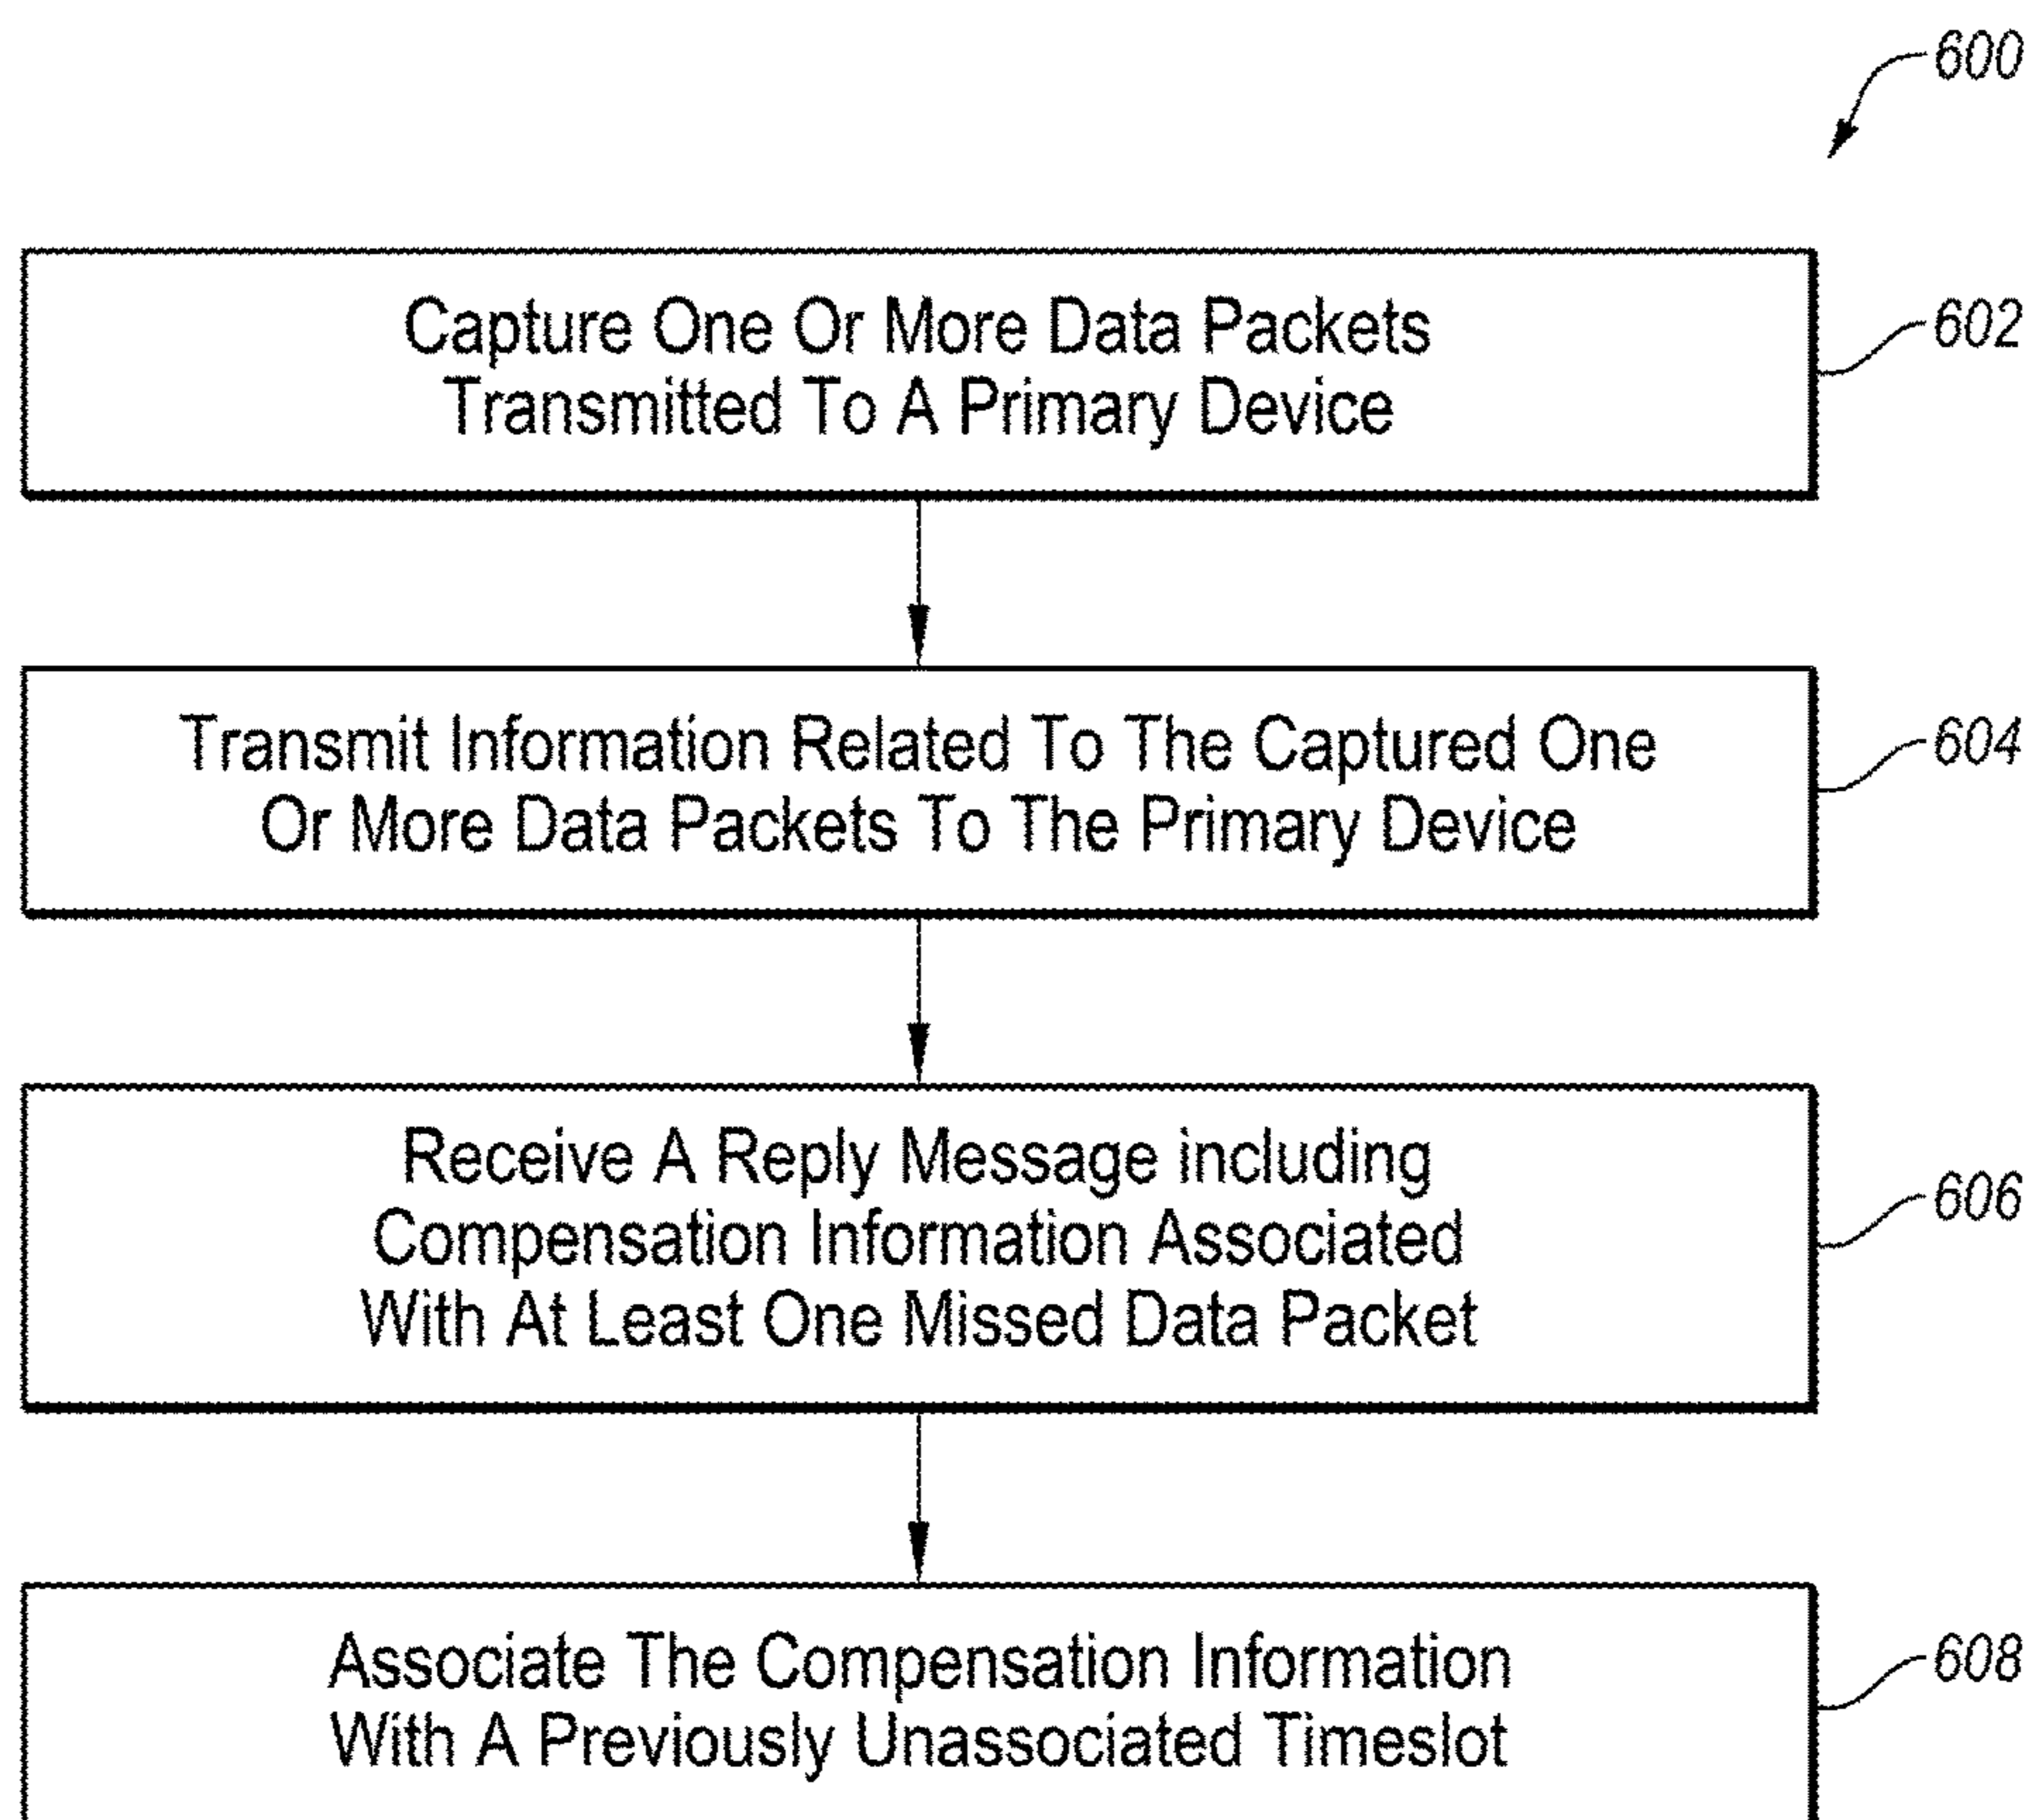 600
Capture One Or More Data Packets
Transmitted To A Primary Device
602
Transmit Information Related To The Captured One
Or More Data Packets To The Primary Device
604
Receive A Reply Message including
Compensation Information Associated
With At Least One Missed Data Packet
606
Associate The Compensation Information
With A Previously Unassociated Timeslot
608